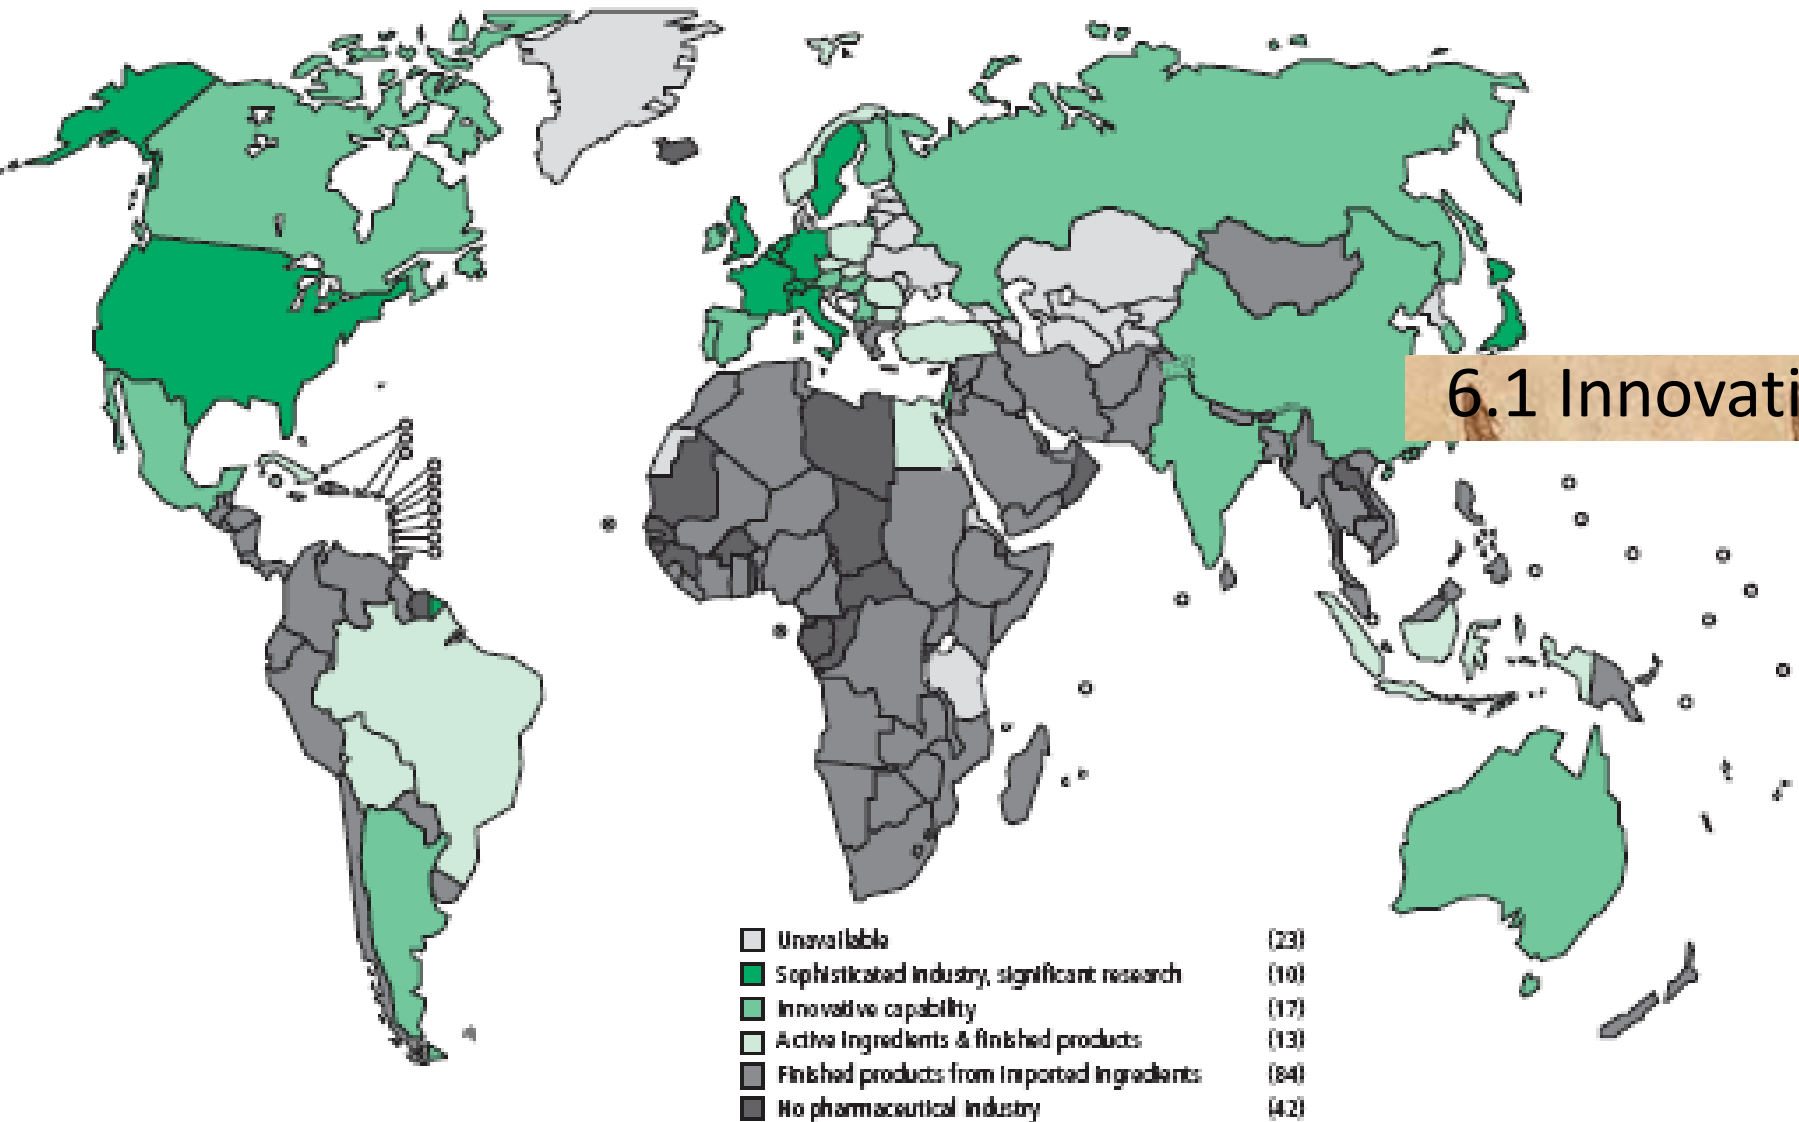 6.1 Innovati
Unavailable (23)
Sophisticated industry, significant research (10)
Innovative capability (17)
Active ingredients & finished products (13)
Finished products from imported ingredients (84)
No pharmaceutical industry (42)